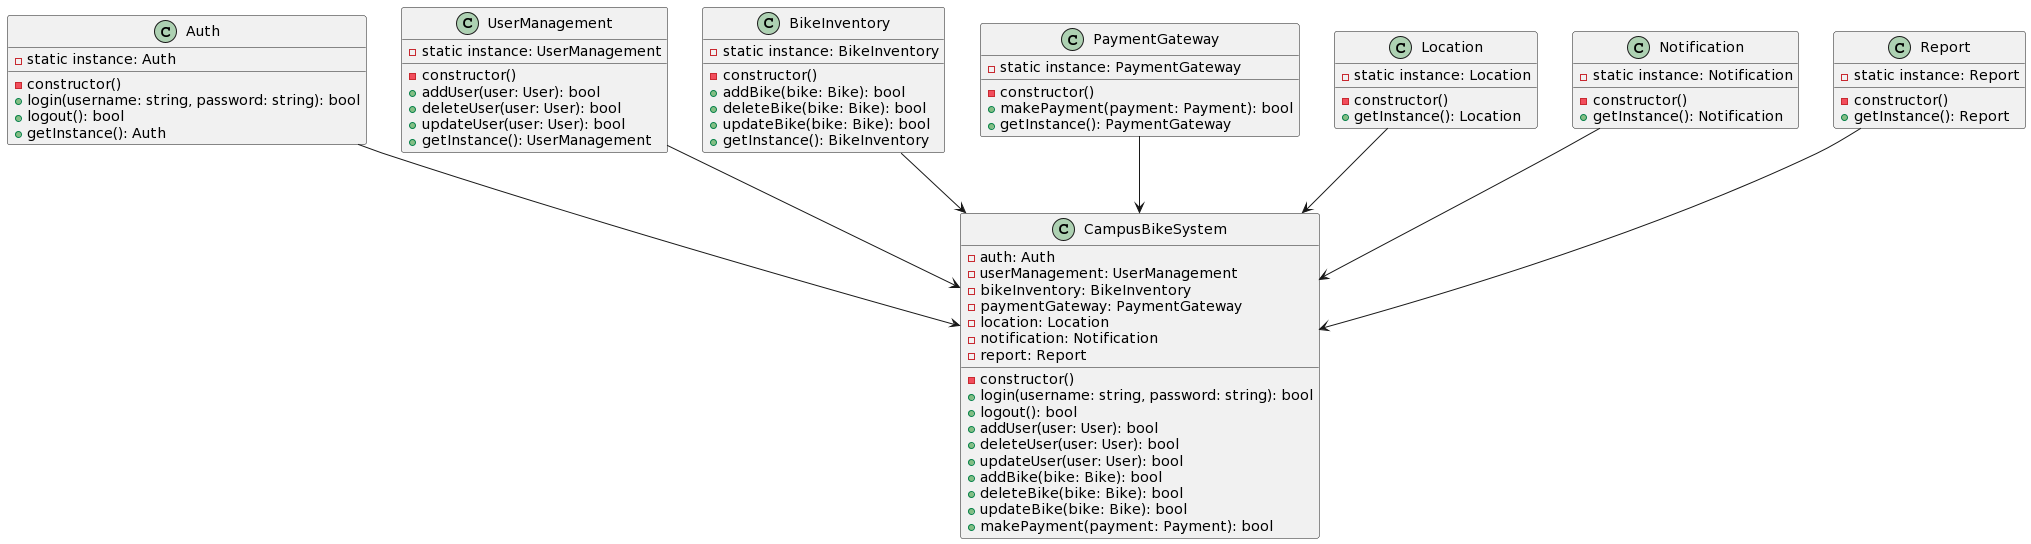 C Auth
static instance: Auth
constructor()
login(username: string, password: string): bool
logout(): bool
getInstance(): Auth
C UserManagement
static instance: UserManagement
constructor()
addUser(user: User): bool
deleteUser(user: User): bool
updateUser(user: User): bool
getInstance(): UserManagement
C BikeInventory
static instance: BikeInventory
constructor()
addBike(bike: Bike): bool
deleteBike(bike: Bike): bool
updateBike(bike: Bike): bool
getInstance(): BikeInventory
C PaymentGateway
static instance: PaymentGateway
constructor()
makePayment(payment: Payment): bool
getInstance(): PaymentGateway
C Location
static instance: Location
constructor()
getInstance(): Location
C Notification
static instance: Notification
constructor()
getInstance(): Notification
C Report
static instance: Report
constructor()
getInstance(): Report
C CampusBikeSystem
auth: Auth
userManagement: UserManagement
bikeInventory: BikeInventory
paymentGateway: PaymentGateway
location: Location
notification: Notification
report: Report
constructor()
login(username: string, password: string): bool
logout(): bool
addUser(user: User): bool
deleteUser(user: User): bool
updateUser(user: User): bool
addBike(bike: Bike): bool
deleteBike(bike: Bike): bool
updateBike(bike: Bike): bool
makePayment(payment: Payment): bool